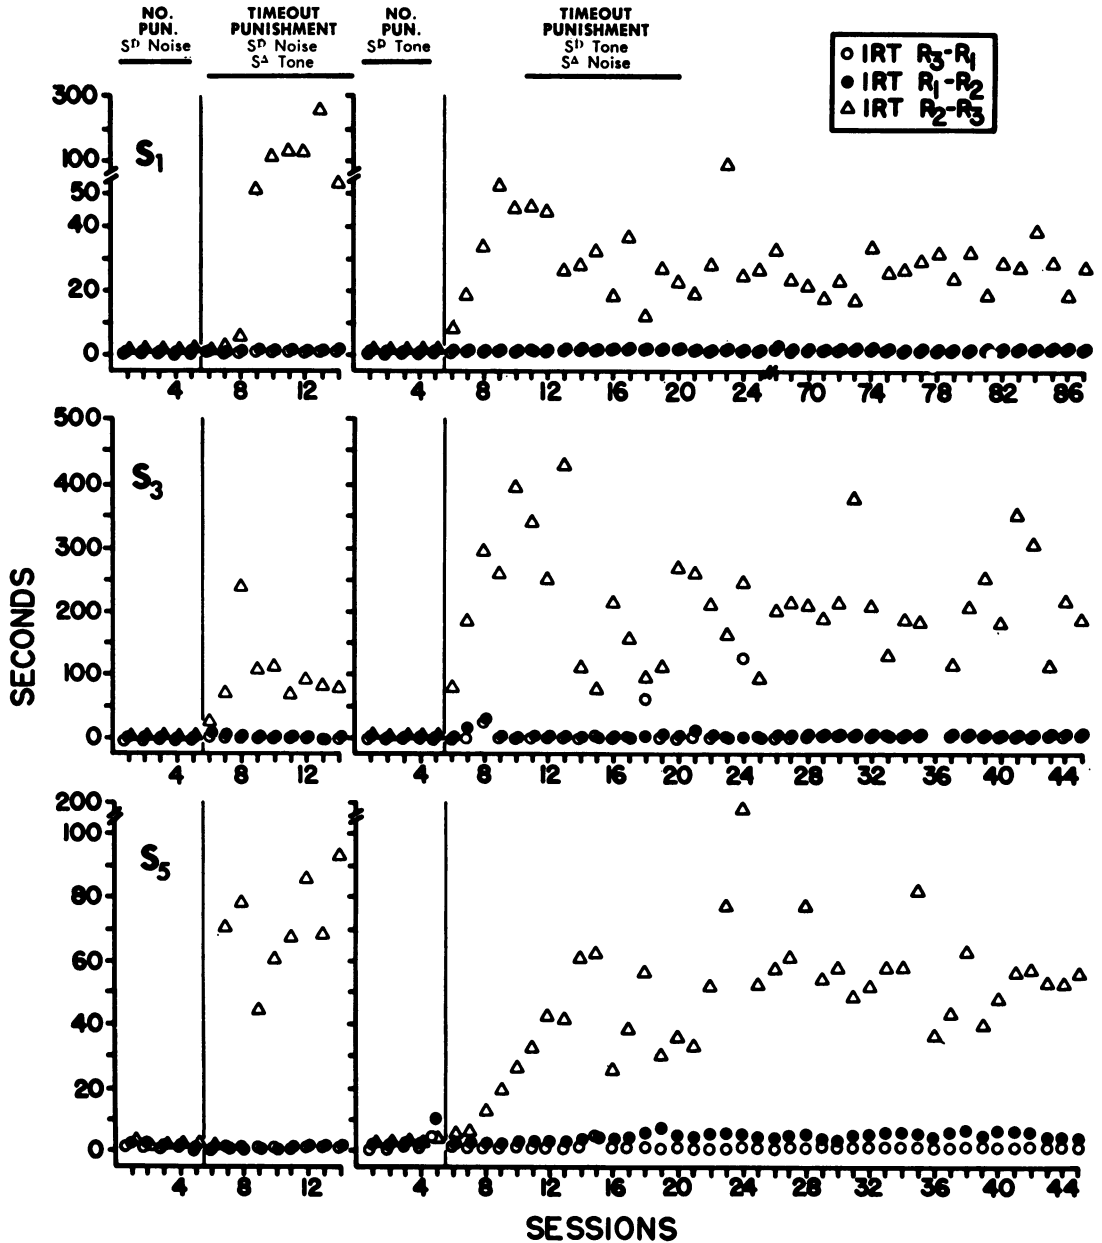 NO. PUN. SᴰNoise
TIMEOUT PUNISHMENT Sᴰ Noise S∆ Tone
NO. PUN. Sᴰ Tone
TIMEOUT PUNISHMENT Sᴰ Tone S∆ Noise
○ IRT R₃-R₁
● IRT R₁-R₂
△ IRT R₂-R₃
S₁
300
100
50
40
20
0
4 8 12 4 8 12 16 20 24 70 74 78 82 86
S₃
500
400
300
200
100
0
4 8 12 4 8 12 16 20 24 28 32 36 40 44
S₅
200
100
80
60
40
20
0
4 8 12 4 8 12 16 20 24 28 32 36 40 44
SECONDS
SESSIONS